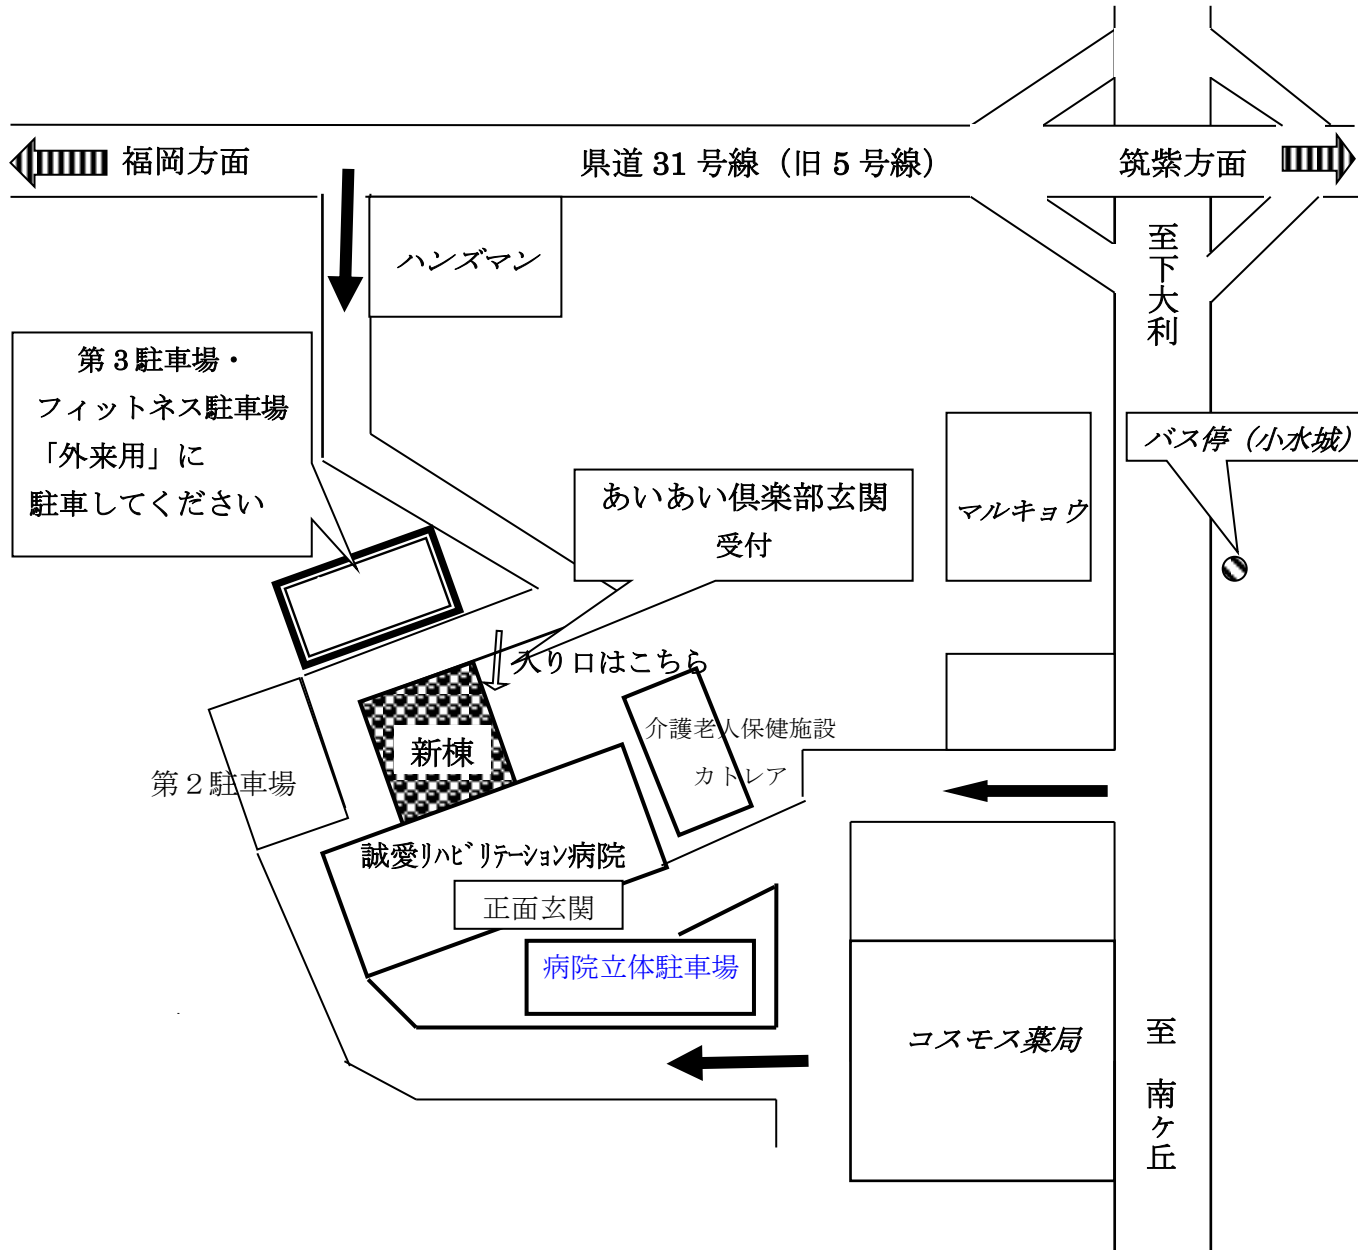 福岡方面
県道 31 号線（旧 5 号線）
筑紫方面
至下大利
ハンズマン
第 3 駐車場・
フィットネス駐車場
「外来用」に
駐車してください
バス停（小水城）
マルキョウ
あいあい倶楽部玄関
受付
入り口はこちら
新棟
介護老人保健施設
カトレア
第２駐車場
誠愛ﾘﾊﾋﾞﾘﾃｰｼｮﾝ病院
正面玄関
病院立体駐車場
コスモス薬局
至　南ヶ丘